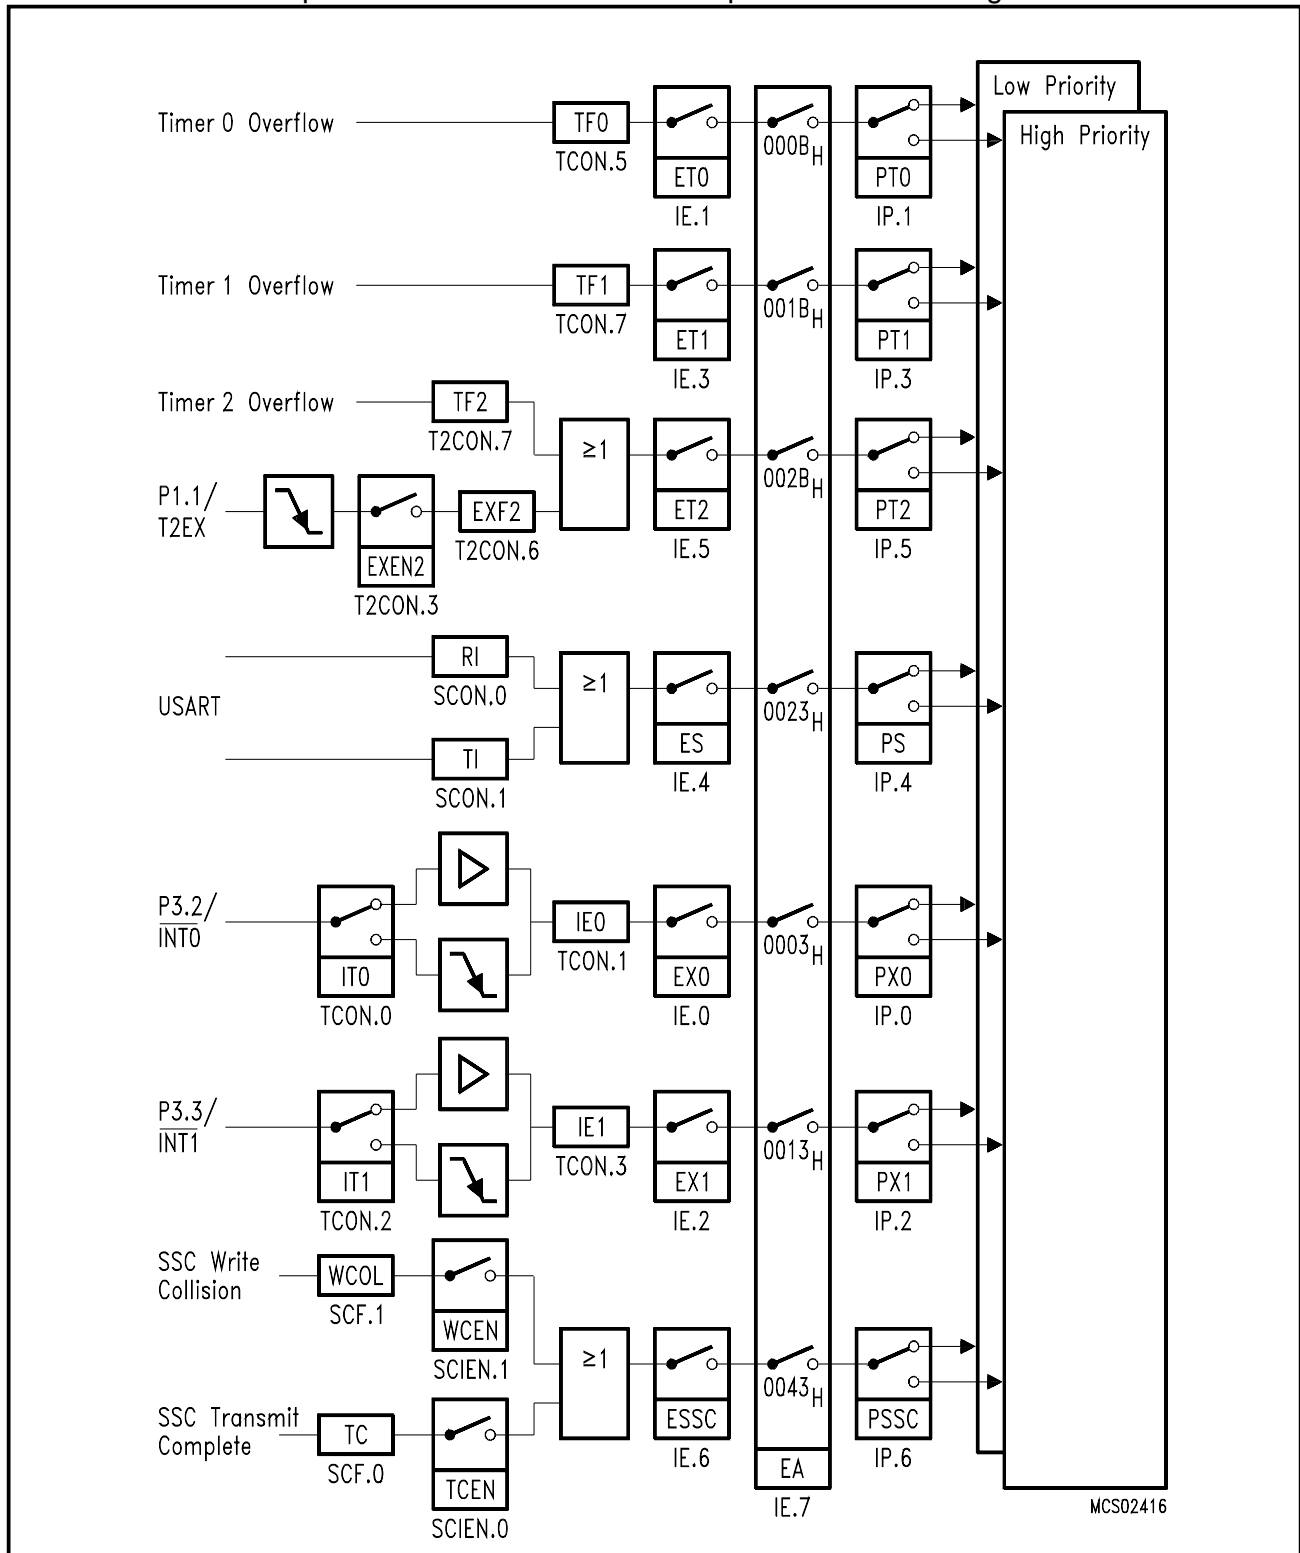 Low Priority
High Priority
Timer 0 Overflow
TF0
TCON.5
ET0
IE.1
000BH
PT0
IP.1
Timer 1 Overflow
TF1
TCON.7
ET1
IE.3
001BH
PT1
IP.3
Timer 2 Overflow
TF2
T2CON.7
P1.1/
T2EX
EXEN2
T2CON.3
EXF2
T2CON.6
≥1
ET2
IE.5
002BH
PT2
IP.5
USART
RI
SCON.0
TI
SCON.1
≥1
ES
IE.4
0023H
PS
IP.4
P3.2/
INT0
IT0
TCON.0
IE0
TCON.1
EX0
IE.0
0003H
PX0
IP.0
P3.3/
INT1
IT1
TCON.2
IE1
TCON.3
EX1
IE.2
0013H
PX1
IP.2
SSC Write
Collision
WCOL
SCF.1
WCEN
SCIEN.1
SSC Transmit
Complete
TC
SCF.0
TCEN
SCIEN.0
≥1
ESSC
IE.6
0043H
EA
IE.7
PSSC
IP.6
MCS02416